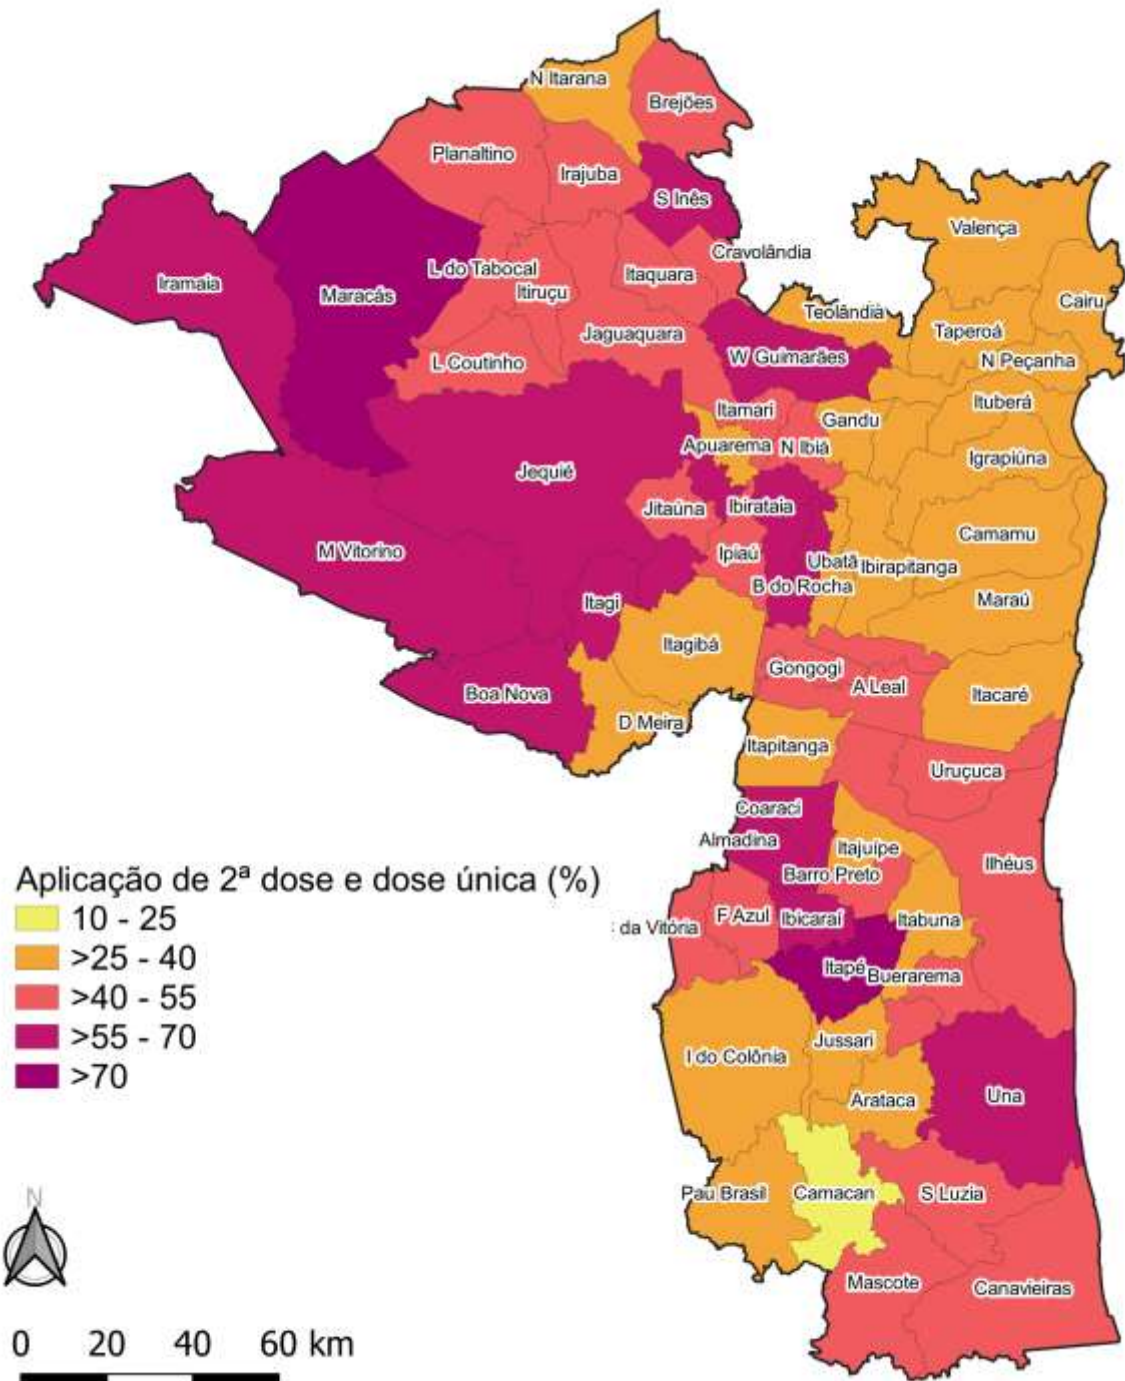 N Itarana
Brejões
Planaltino
Irajuba
S Inês
Valença
Cravolândia
L do Tabocal
Itaquara
Iramaia
Maracás
Itiruçu
Cairu
Teolândia
Taperoá
Jaguaquara
W Guimarães
N Peçanha
L Coutinho
Ituberá
Itamari
Gandu
Apuarema
N Ibiá
Igrapiúna
Jequié
Jitaúna
Ibirataia
Camamu
M Vitorino
Ipiaú
Ubatã
Ibirapitanga
B do Rocha
Itagi
Maraú
Itagibá
Gongogi
A Leal
Boa Nova
Itacaré
D Meira
Itapitanga
Uruçuca
Coaraci
Almadina
Itajuípe
Ilhéus
Barro Preto
F Azul
Ibicaraí
Itabuna
da Vitória
Itapé
Buerarema
Jussari
I do Colônia
Arataca
Una
Pau Brasil
Camacan
S Luzia
Mascote
Canavieiras
Aplicação de 2ª dose e dose única (%)
10 - 25
>25 - 40
>40 - 55
>55 - 70
>70
N
0 20 40 60 km